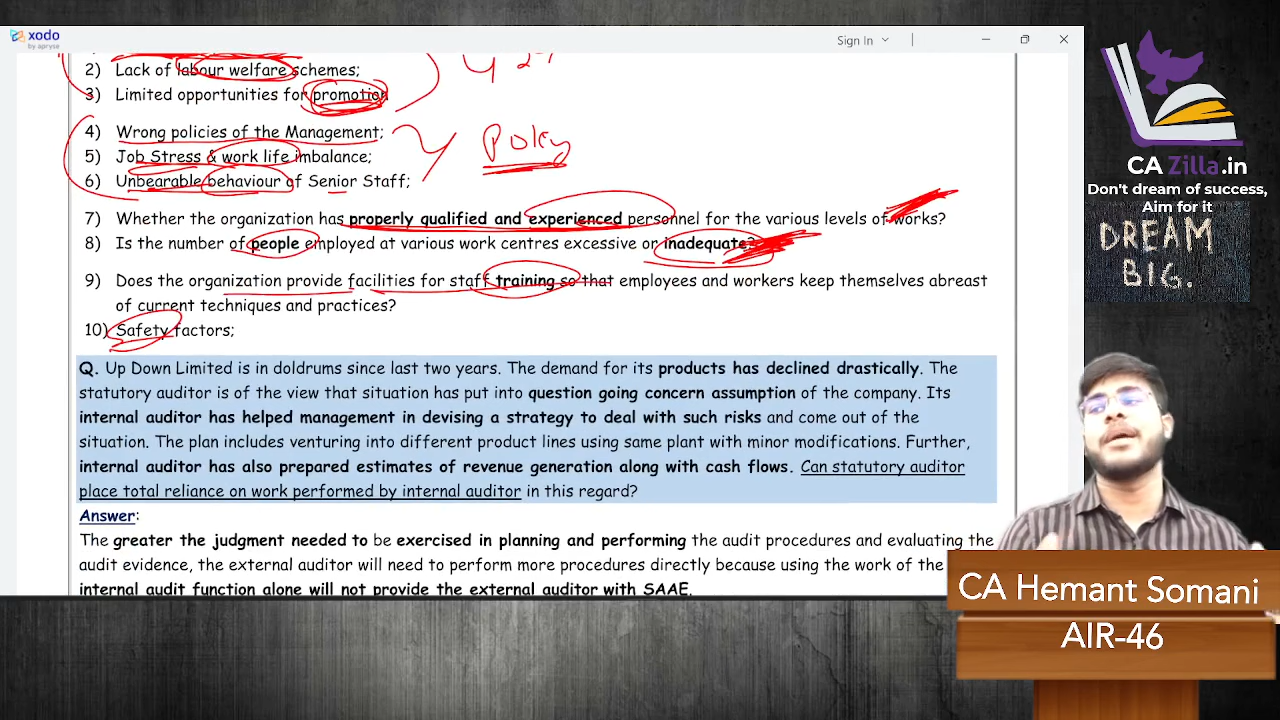 xodo
by apryse
Sign In
2) Lack of labour welfare schemes;
3) Limited opportunities for promotion
4) Wrong policies of the Management;
Policy
5) Job Stress & work life imbalance;
6) Unbearable behaviour of Senior Staff;
7) Whether the organization has properly qualified and experienced personnel for the various levels of works?
8) Is the number of people employed at various work centres excessive or inadequate?
9) Does the organization provide facilities for staff training so that employees and workers keep themselves abreast
of current techniques and practices?
10) Safety factors;
Q. Up Down Limited is in doldrums since last two years. The demand for its products has declined drastically. The
statutory auditor is of the view that situation has put into question going concern assumption of the company. Its
internal auditor has helped management in devising a strategy to deal with such risks and come out of the
situation. The plan includes venturing into different product lines using same plant with minor modifications. Further,
internal auditor has also prepared estimates of revenue generation along with cash flows. Can statutory auditor
place total reliance on work performed by internal auditor in this regard?
Answer:
The greater the judgment needed to be exercised in planning and performing the audit procedures and evaluating the
audit evidence, the external auditor will need to perform more procedures directly because using the work of the
internal audit function alone will not provide the external auditor with SAAE.
CA Zilla.in
Don't dream of success,
Aim for it
DREAM
BIG.
CA Hemant Somani
AIR-46